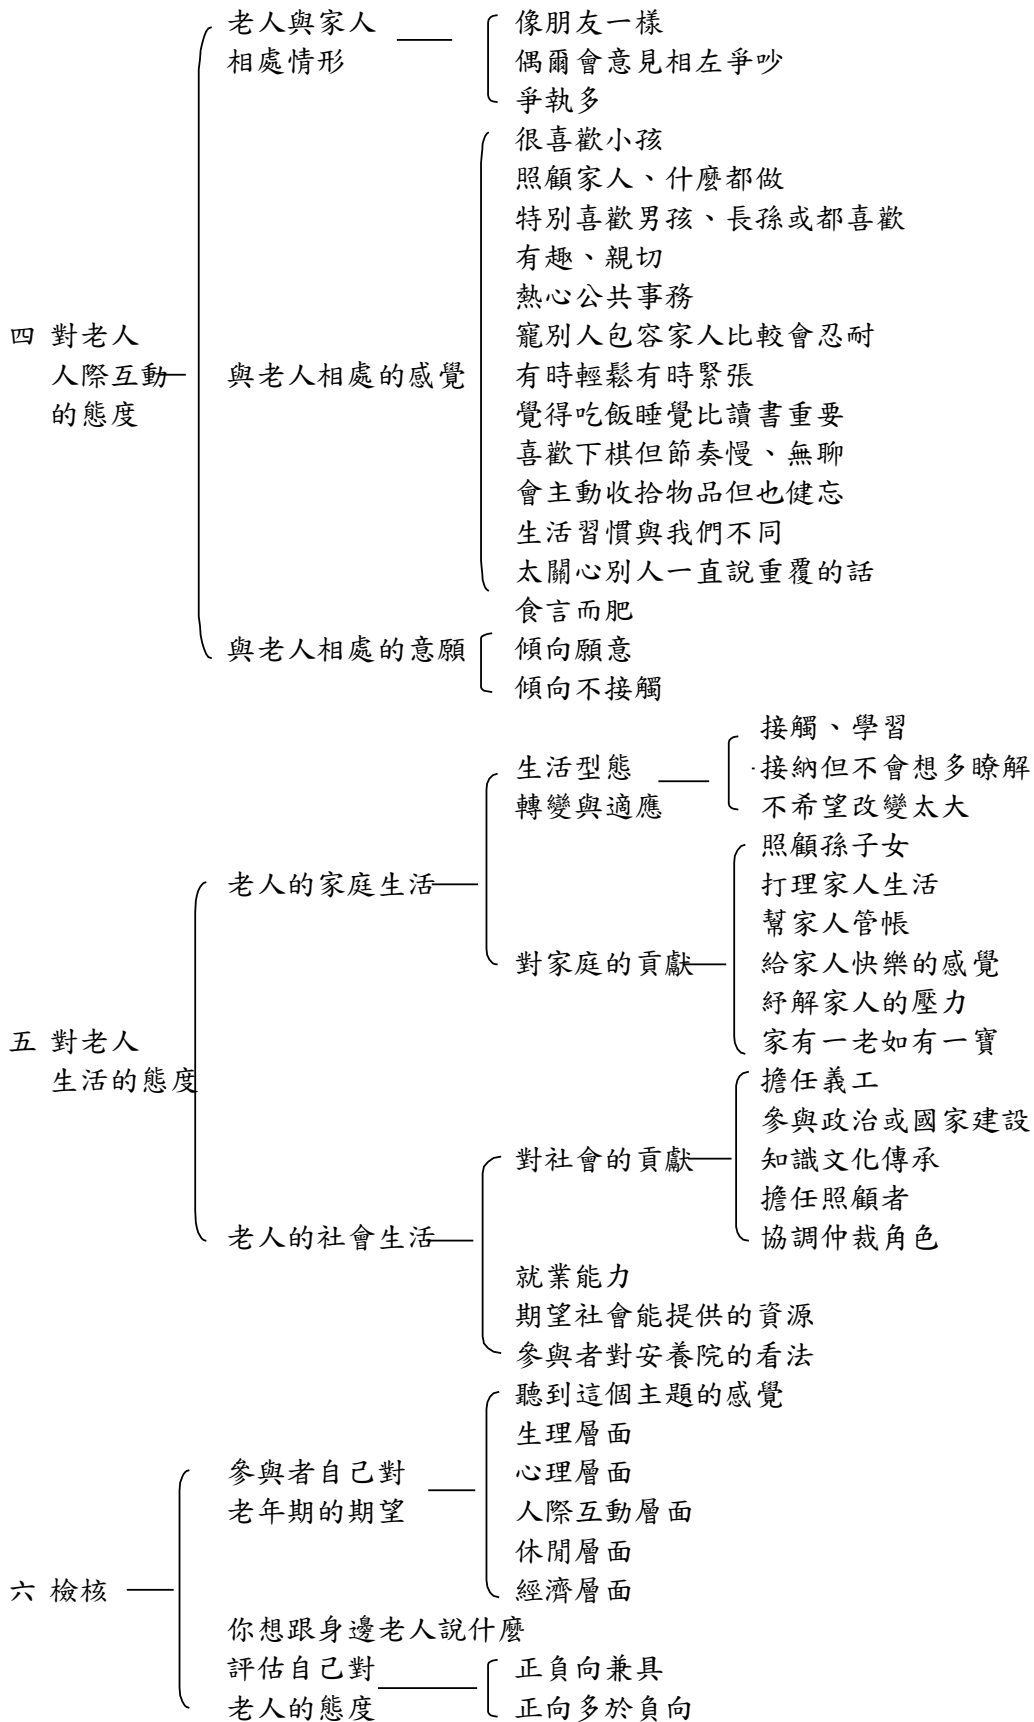 老人與家人
相處情形
像朋友一樣
偶爾會意見相左爭吵
爭執多
四 對老人
人際互動
的態度
與老人相處的感覺
很喜歡小孩
照顧家人、什麼都做
特別喜歡男孩、長孫或都喜歡
有趣、親切
熱心公共事務
寵別人包容家人比較會忍耐
有時輕鬆有時緊張
覺得吃飯睡覺比讀書重要
喜歡下棋但節奏慢、無聊
會主動收拾物品但也健忘
生活習慣與我們不同
太關心別人一直說重覆的話
食言而肥
與老人相處的意願
傾向願意
傾向不接觸
五 對老人
生活的態度
老人的家庭生活
生活型態
轉變與適應
接觸、學習
接納但不會想多瞭解
不希望改變太大
對家庭的貢獻
照顧孫子女
打理家人生活
幫家人管帳
給家人快樂的感覺
紓解家人的壓力
家有一老如有一寶
老人的社會生活
對社會的貢獻
擔任義工
參與政治或國家建設
知識文化傳承
擔任照顧者
協調仲裁角色
就業能力
期望社會能提供的資源
參與者對安養院的看法
六 檢核
參與者自己對
老年期的期望
聽到這個主題的感覺
生理層面
心理層面
人際互動層面
休閒層面
經濟層面
你想跟身邊老人說什麼
評估自己對
老人的態度
正負向兼具
正向多於負向